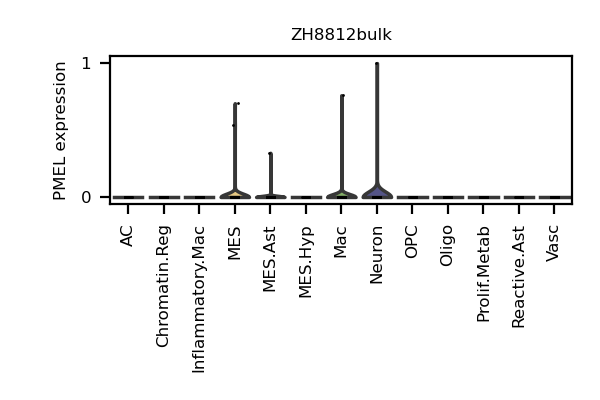 ZH8812bulk
PMEL expression
1
0
AC
Chromatin.Reg
Inflammatory.Mac
MES
MES.Ast
MES.Hyp
Mac
Neuron
OPC
Oligo
Prolif.Metab
Reactive.Ast
Vasc